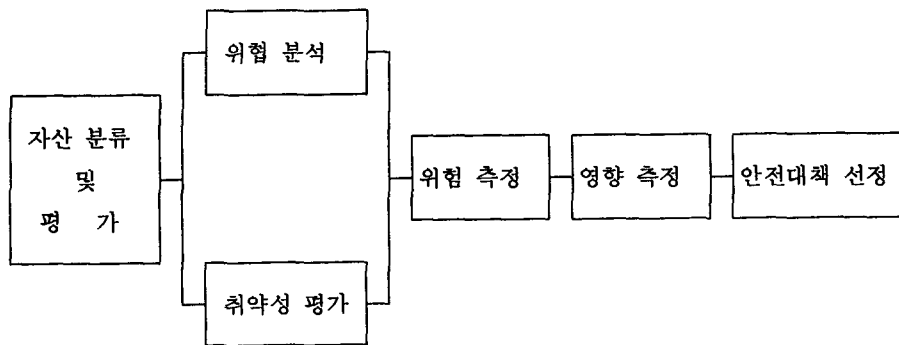 위협 분석
자산 분류
및
평 가
위험 측정
영향 측정
안전대책 선정
취약성 평가